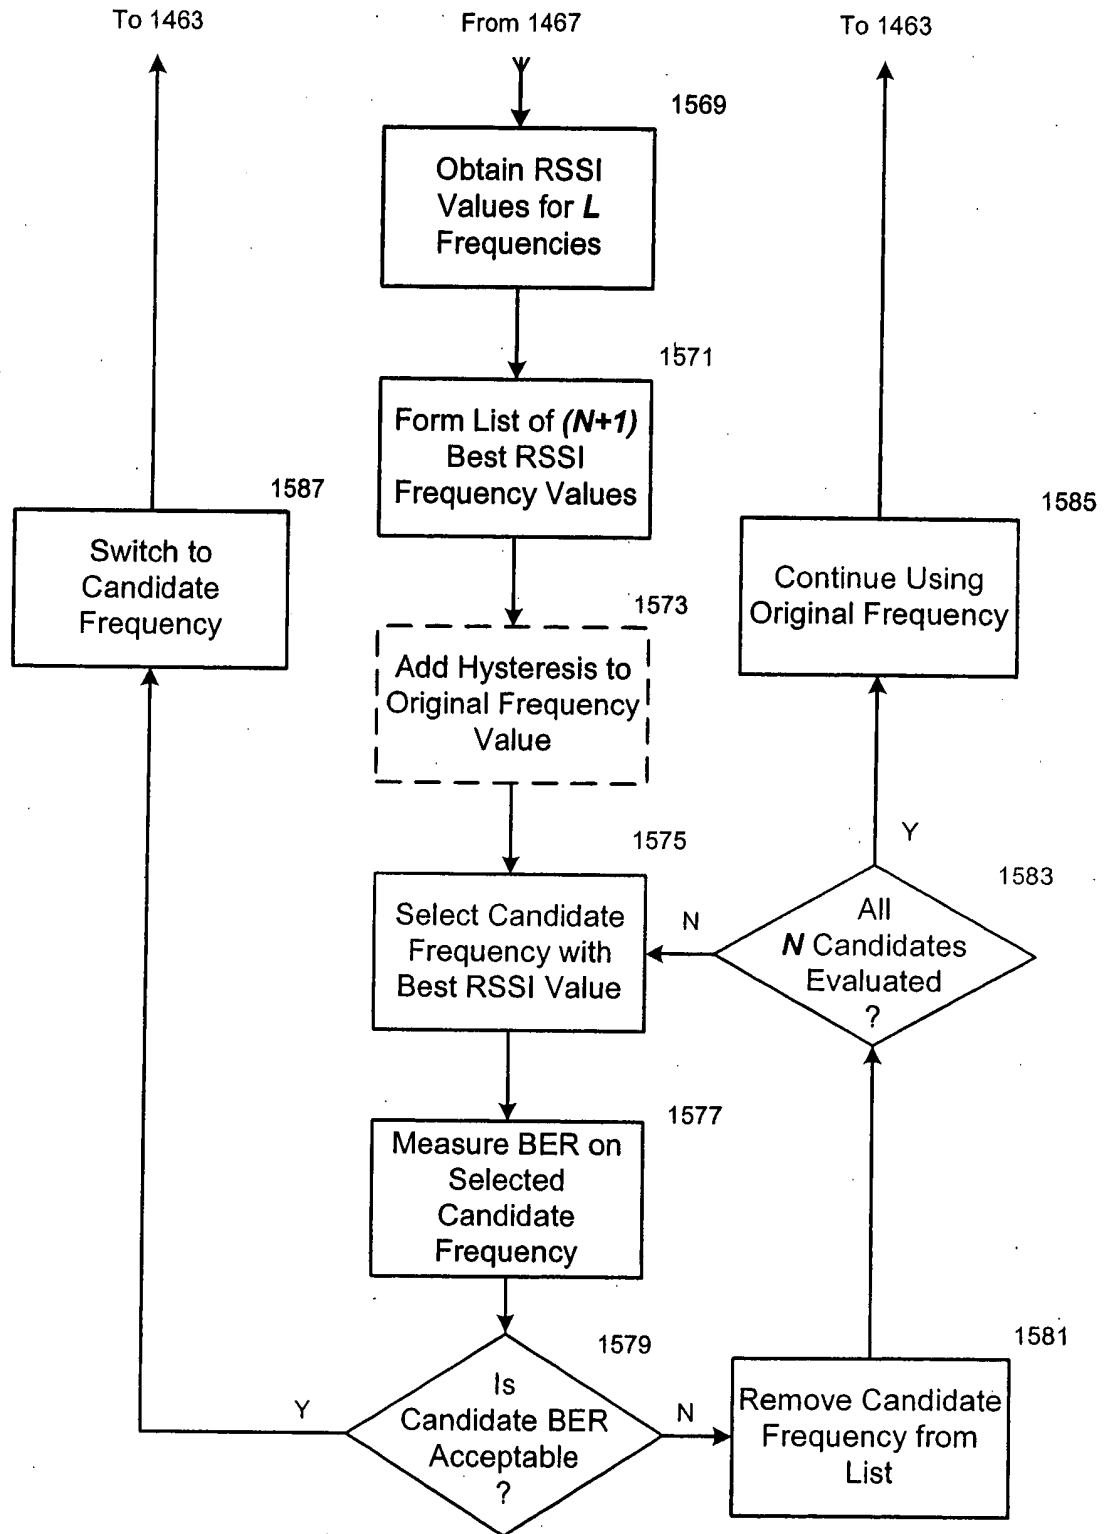 To 1463
From 1467
To 1463
1569
Obtain RSSI
Values for L
Frequencies
1571
Form List of (N+1)
Best RSSI
Frequency Values
1587
Switch to
Candidate
Frequency
1585
Continue Using
Original Frequency
1573
Add Hysteresis to
Original Frequency
Value
1575
Select Candidate
Frequency with
Best RSSI Value
N
Y
1583
All
N Candidates
Evaluated
?
1577
Measure BER on
Selected
Candidate
Frequency
1579
Is
Candidate BER
Acceptable
?
Y
N
1581
Remove Candidate
Frequency from
List